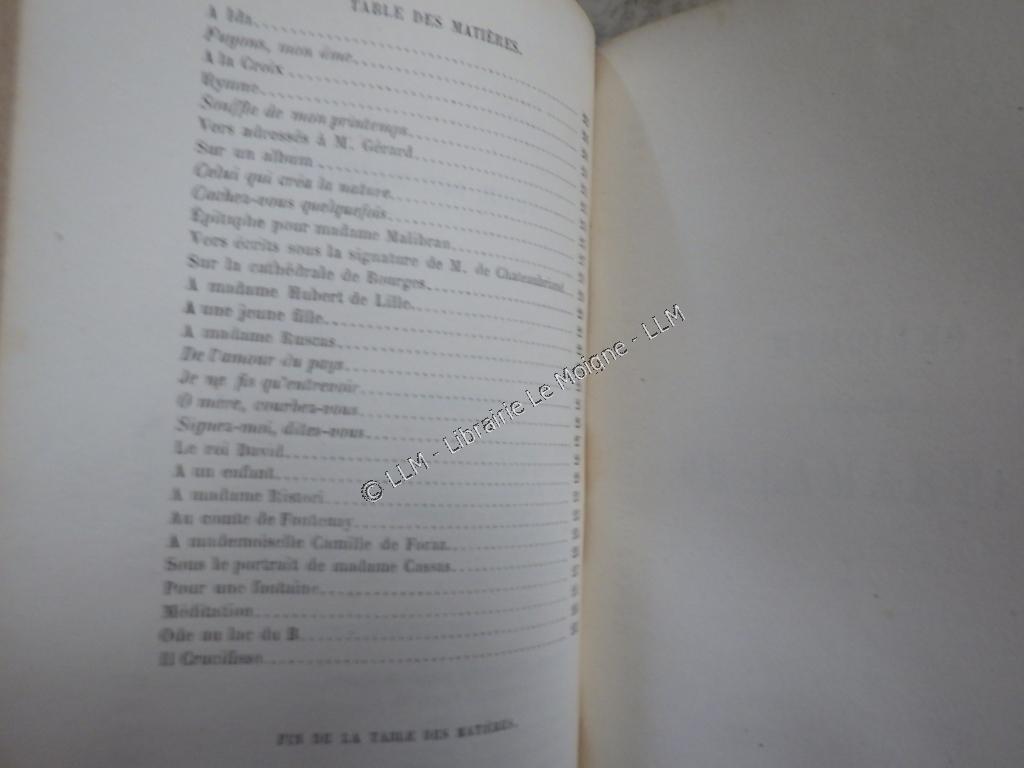 TABLE DES MATIÈRES.
A Ida
Fuyons, mon âme
A la Croix
Hymne
Souffle de mon printemps
Vers adressés à M. Gérard
Sur un album
Celui qui créa la nature
Cachez-vous quelquefois
Épitaphe pour madame Malibran
Vers écrits sous la signature de M. de Chateaubriand
Sur la cathédrale de Bourges
A madame Hubert de Lille
A une jeune fille
A madame
De l'amour du pays
Je ne fis qu'entrevoir
O mère, courbez-vous
Signez-moi, dites-vous
Le roi David
A un enfant
A madame Ristori
Au comte de Fontenay
A mademoiselle Camille de
Sous le portrait de madame Cassas
Pour une fontaine
Méditation
Ode au lac du B
Il Crucifisso
FIN DE LA TABLE DES MATIÈRES.
© LLM - Librairie Le Moigne - LLM